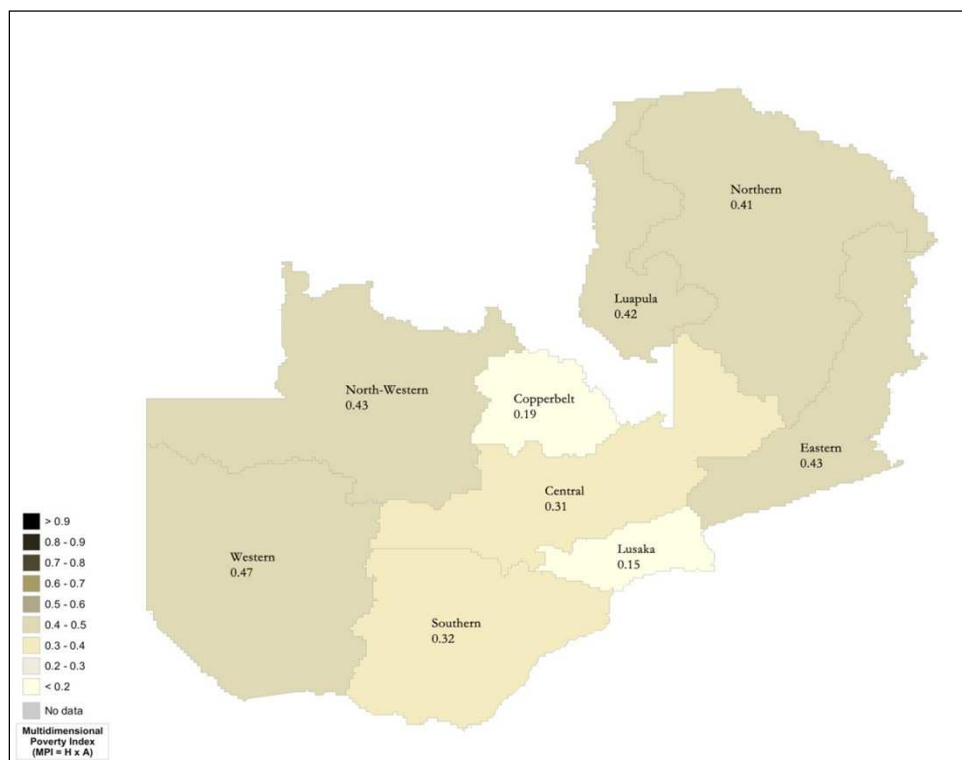 Northern
0.41
Luapula
0.42
North-Western
0.43
Copperbelt
0.19
Eastern
0.43
Central
0.31
Western
0.47
Lusaka
0.15
Southern
0.32
> 0.9
0.8 - 0.9
0.7 - 0.8
0.6 - 0.7
0.5 - 0.6
0.4 - 0.5
0.3 - 0.4
0.2 - 0.3
< 0.2
No data
Multidimensional
Poverty Index
(MPI = H x A)